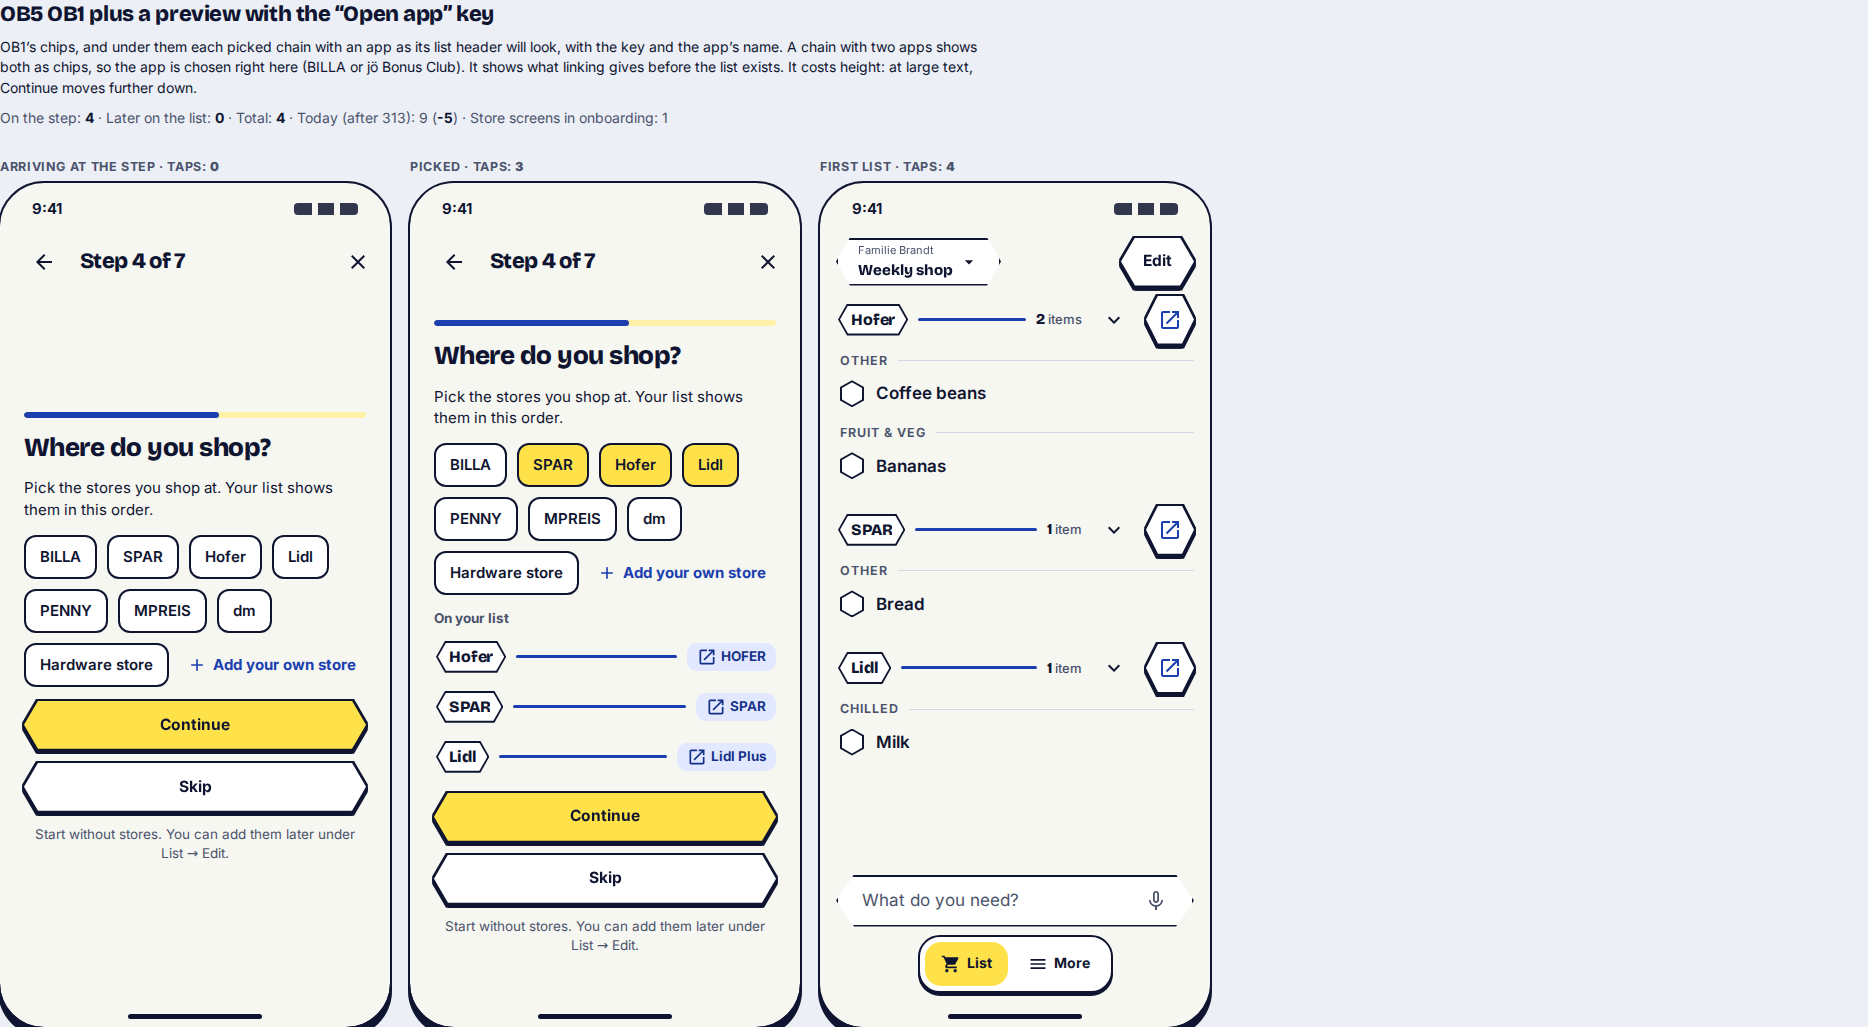 OB5 OB1 plus a preview with the “Open app” key
OB1’s chips, and under them each picked chain with an app as its list header will look, with the key and the app’s name. A chain with two apps shows
both as chips, so the app is chosen right here (BILLA or jö Bonus Club). It shows what linking gives before the list exists. It costs height: at large text,
Continue moves further down.
On the step: 4 · Later on the list: 0 · Total: 4 · Today (after 313): 9 (-5) · Store screens in onboarding: 1
ARRIVING AT THE STEP · TAPS: 0
9:41
Step 4 of 7
Where do you shop?
Pick the stores you shop at. Your list shows
them in this order.
BILLA
SPAR
Hofer
Lidl
PENNY
MPREIS
dm
Hardware store
Add your own store
Continue
Skip
Start without stores. You can add them later under
List → Edit.
PICKED · TAPS: 3
9:41
Step 4 of 7
Where do you shop?
Pick the stores you shop at. Your list shows
them in this order.
BILLA
SPAR
Hofer
Lidl
PENNY
MPREIS
dm
Hardware store
Add your own store
On your list
Hofer
HOFER
SPAR
SPAR
Lidl
Lidl Plus
Continue
Skip
Start without stores. You can add them later under
List → Edit.
FIRST LIST · TAPS: 4
9:41
Familie Brandt
Weekly shop
Edit
Hofer
2 items
OTHER
Coffee beans
FRUIT & VEG
Bananas
SPAR
1 item
OTHER
Bread
Lidl
1 item
CHILLED
Milk
What do you need?
List
More